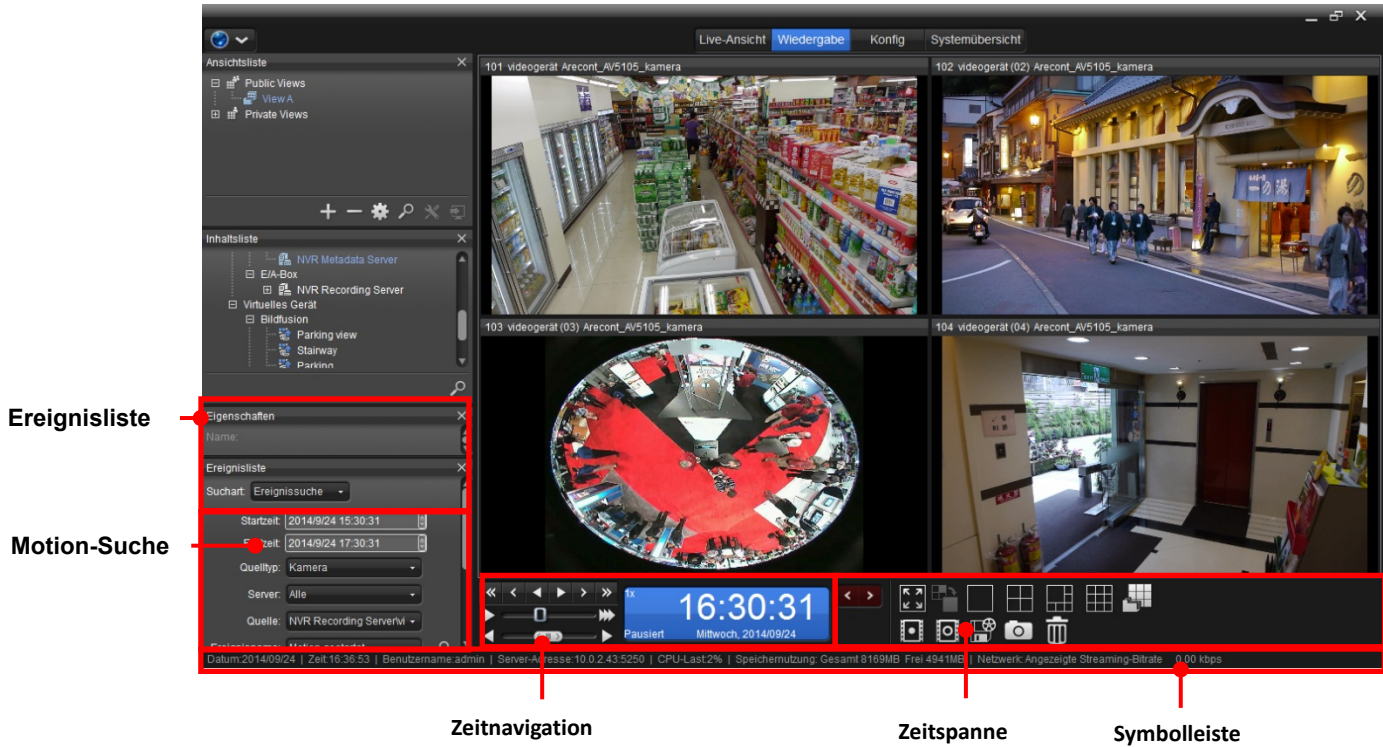 Live-Ansicht Wiedergabe Konfig Systemübersicht
Ansichtsliste
Public Views
View A
Private Views
Inhaltsliste
NVR Metadata Server
E/A-Box
NVR Recording Server
Virtuelles Gerät
Bildfusion
Parking view
Stairway
Parking
101 videogerät Arecont_AV5105_kamera
102 videogerät (02) Arecont_AV5105_kamera
103 videogerät (03) Arecont_AV5105_kamera
104 videogerät (04) Arecont_AV5105_kamera
Ereignisliste
Eigenschaften
Name:
Ereignisliste
Suchart: Ereignissuche
Motion-Suche
Startzeit: 2014/9/24 15:30:31
2014/9/24 17:30:31
Quelltyp: Kamera
Server: Alle
Quelle: NVR Recording Server\vi
Ereignisname: Motion gestartet
1x
16:30:31
Pausiert Mittwoch, 2014/09/24
Datum:2014/09/24 | Zeit:16:36:53 | Benutzername:admin | Server-Adresse:10.0.2.43:5250 | CPU-Last:2% | Speichernutzung: Gesamt 8169MB Frei 4941MB | Netzwerk: Angezeigte Streaming-Bitrate 0.00 kbps
Zeitnavigation
Zeitspanne
Symbolleiste